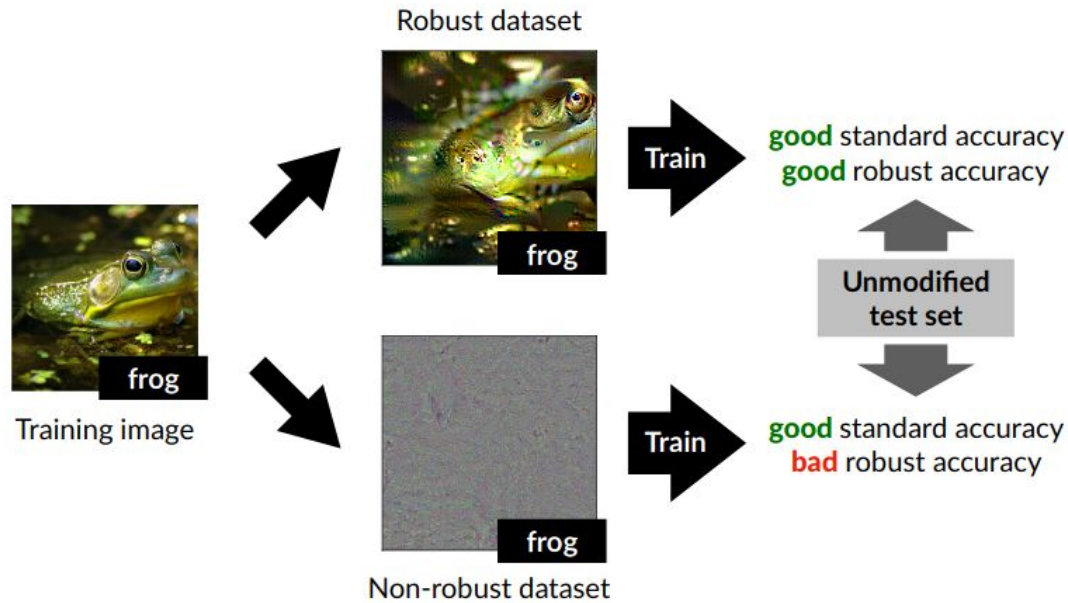 Robust dataset
frog
Train
good standard accuracy
good robust accuracy
frog
Training image
Unmodified
test set
frog
Non-robust dataset
Train
good standard accuracy
bad robust accuracy